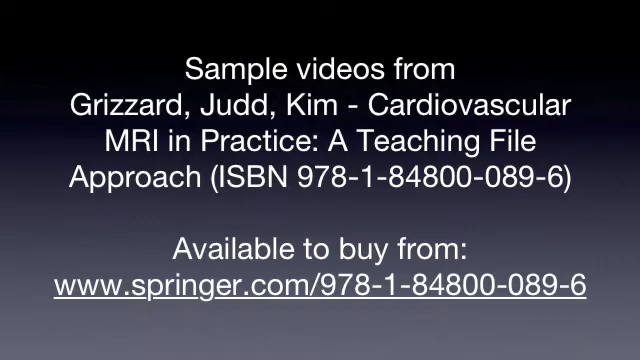 Sample videos from
Grizzard, Judd, Kim - Cardiovascular
MRI in Practice: A Teaching File
Approach (ISBN 978-1-84800-089-6)
Available to buy from:
www.springer.com/978-1-84800-089-6